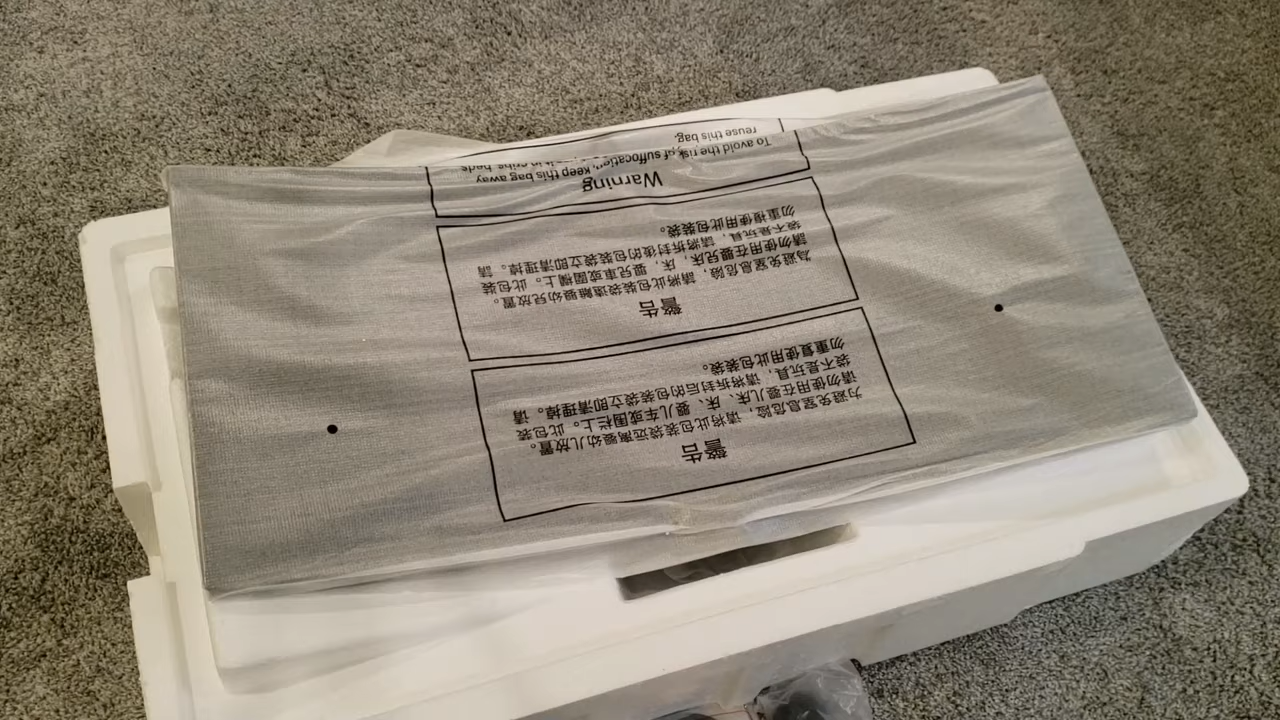 警告
为避免窒息危险，请将此包装袋远离婴幼儿放置。
请勿使用在婴儿床、床、婴儿车或围栏上。此包装
袋不是玩具，请将拆封后的包装袋立即清理掉。请
勿重复使用此包装袋。
警告
為避免窒息危險，請將此包裝袋遠離嬰幼兒放置。
請勿使用在嬰兒床，床，嬰兒車或圍欄上。此包裝
袋不是玩具，請將拆封後的包裝袋立即清理掉。請
勿重複使用此包裝袋。
Warning
To avoid the risk of suffocation, keep this bag away
it in cribs, beds
reuse this bag.